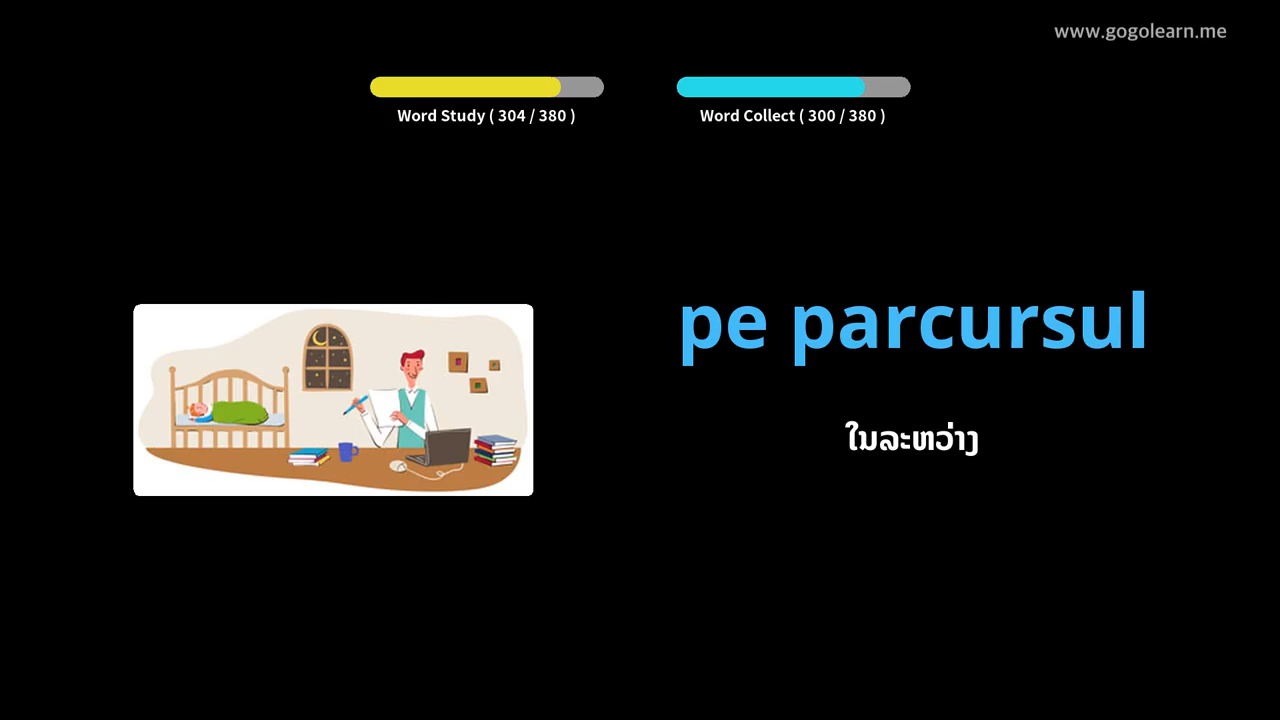 www.gogolearn.me
Word Study ( 304 / 380 )
Word Collect ( 300 / 380 )
pe parcursul
ໃນລະຫວ່າງ